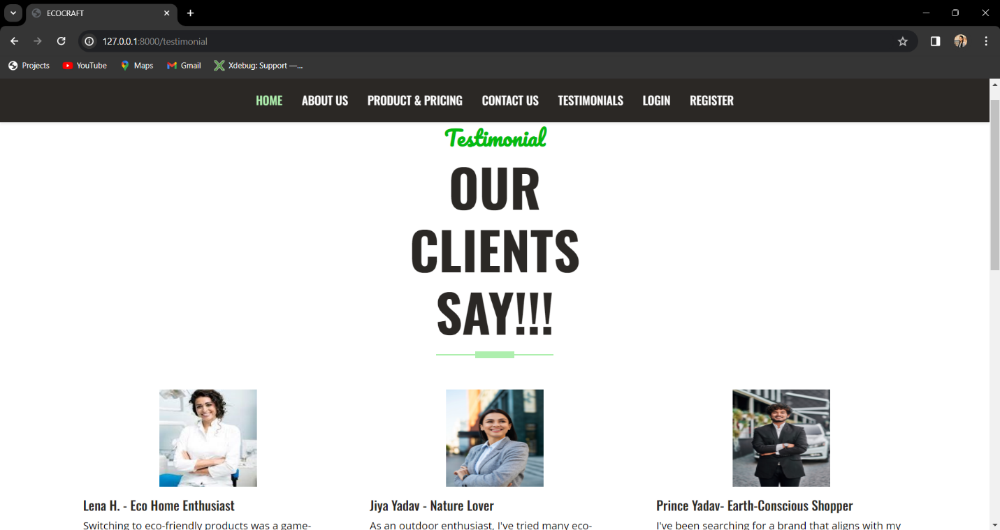 ECOCRAFT
127.0.0.1:8000/testimonial
Projects YouTube Maps Gmail Xdebug: Support —...
HOME ABOUT US PRODUCT & PRICING CONTACT US TESTIMONIALS LOGIN REGISTER
Testimonial
OUR
CLIENTS
SAY!!!
Lena H. - Eco Home Enthusiast
Switching to eco-friendly products was a game-
Jiya Yadav - Nature Lover
As an outdoor enthusiast, I've tried many eco-
Prince Yadav- Earth-Conscious Shopper
I've been searching for a brand that aligns with my